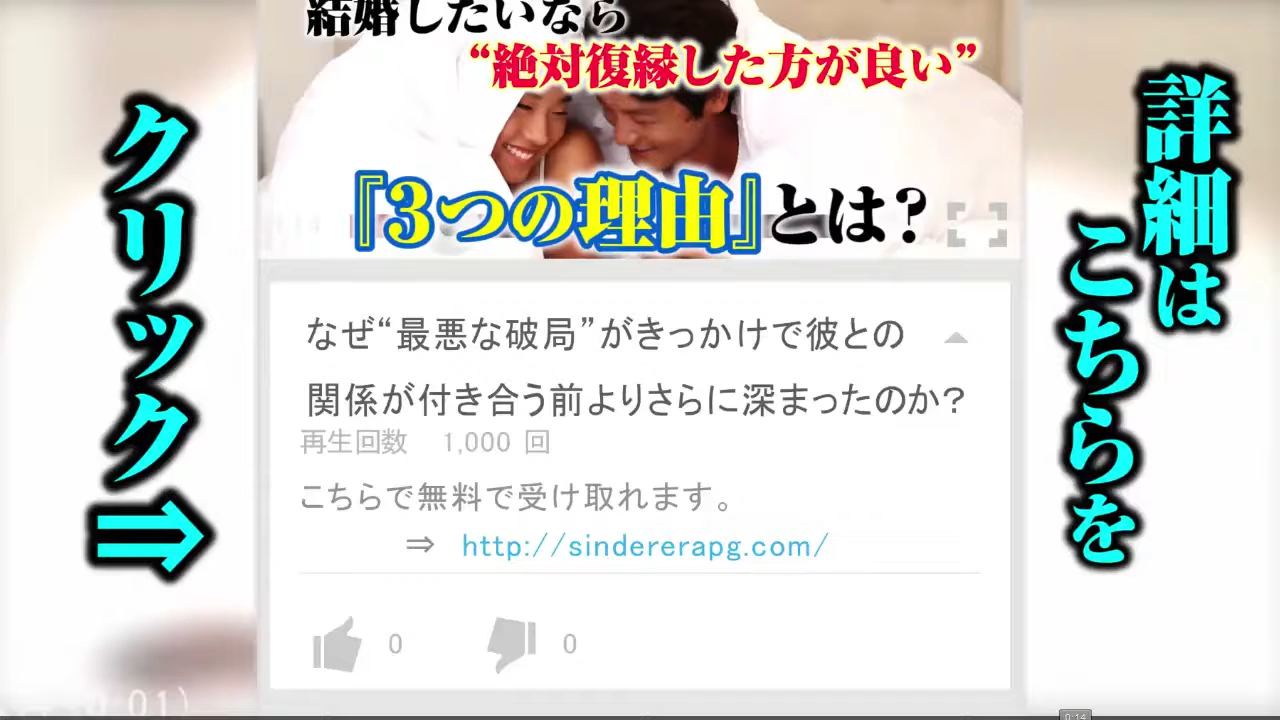 結婚したいなら
“絶対復縁した方が良い”
『3つの理由』とは?
詳細は
こちらを
クリック⇒
なぜ“最悪な破局”がきっかけで彼との
関係が付き合う前よりさらに深まったのか?
再生回数 1,000 回
こちらで無料で受け取れます。
⇒ http://sindererapg.com/
0 0
0:14